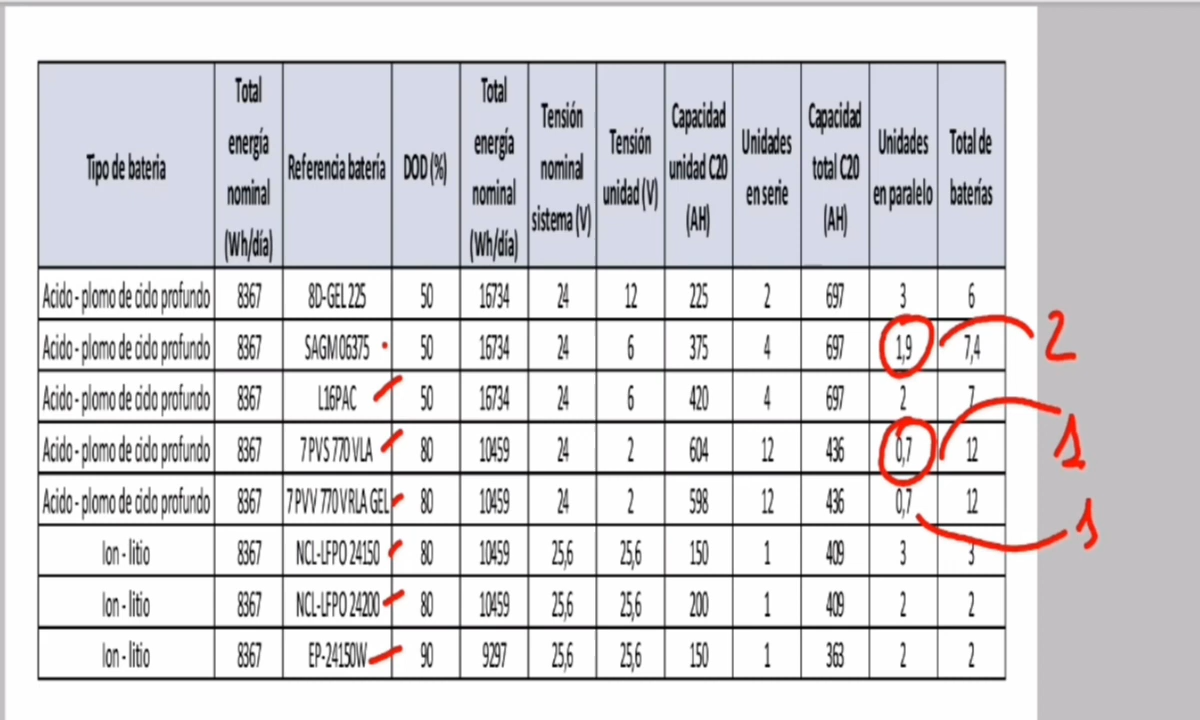 Tipo de bateria | Total energía nominal (Wh/día) | Referencia batería | DOD (%) | Total energía nominal (Wh/día) | Tensión nominal sistema (V) | Tensión unidad (V) | Capacidad unidad C20 (AH) | Unidades en serie | Capacidad total C20 (AH) | Unidades en paralelo | Total de baterías
Acido - plomo de ciclo profundo | 8367 | 8D-GEL 225 | 50 | 16734 | 24 | 12 | 225 | 2 | 697 | 3 | 6
Acido - plomo de ciclo profundo | 8367 | SAGM 06375 | 50 | 16734 | 24 | 6 | 375 | 4 | 697 | 1,9 | 7,4 2
Acido - plomo de ciclo profundo | 8367 | L16PAC | 50 | 16734 | 24 | 6 | 420 | 4 | 697 | 2 | 7
Acido - plomo de ciclo profundo | 8367 | 7 PVS 770 VLA | 80 | 10459 | 24 | 2 | 604 | 12 | 436 | 0,7 | 12 1
Acido - plomo de ciclo profundo | 8367 | 7 PVV 770 VRLA GEL | 80 | 10459 | 24 | 2 | 598 | 12 | 436 | 0,7 | 12 1
Ion - litio | 8367 | NCL-LFPO 24150 | 80 | 10459 | 25,6 | 25,6 | 150 | 1 | 409 | 3 | 3
Ion - litio | 8367 | NCL-LFPO 24200 | 80 | 10459 | 25,6 | 25,6 | 200 | 1 | 409 | 2 | 2
Ion - litio | 8367 | EP-24150W | 90 | 9297 | 25,6 | 25,6 | 150 | 1 | 363 | 2 | 2